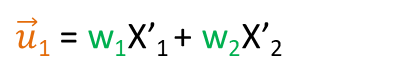 u⃗₁ = w₁X’₁ + w₂X’₂